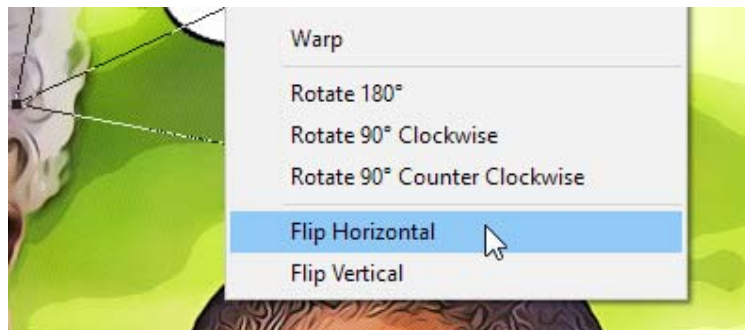 Warp
Rotate 180°
Rotate 90° Clockwise
Rotate 90° Counter Clockwise
Flip Horizontal
Flip Vertical